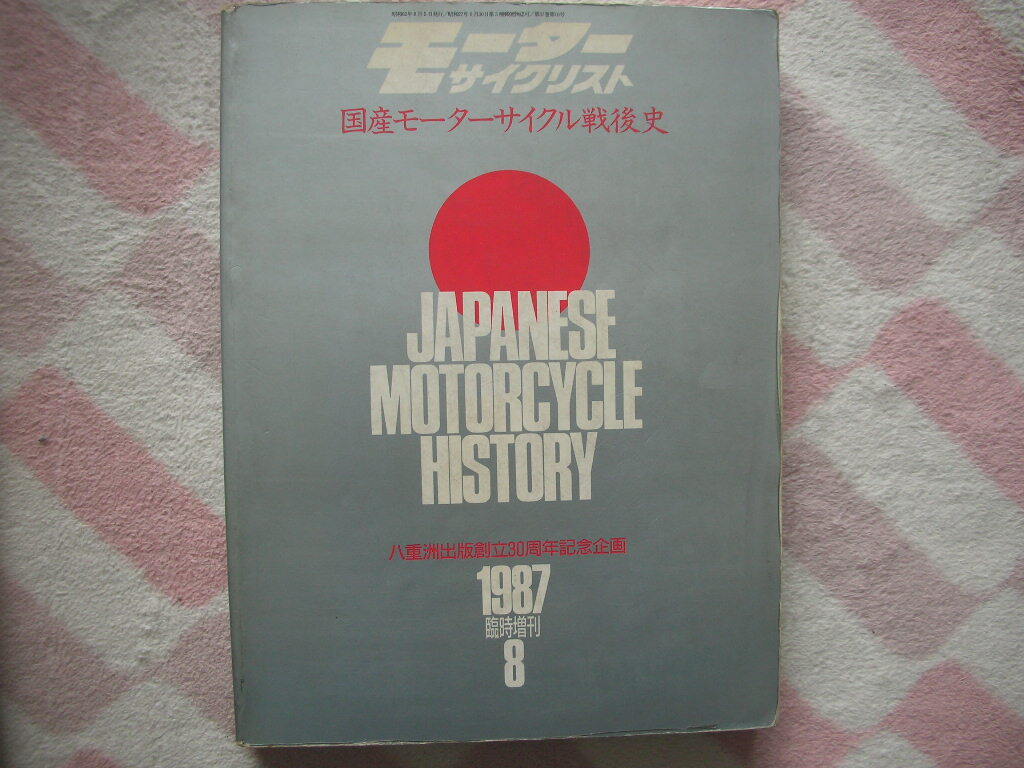 モーター
サイクリスト
国産モーターサイクル戦後史
JAPANESE
MOTORCYCLE
HISTORY
八重洲出版創立30周年記念企画
1987
臨時増刊
8